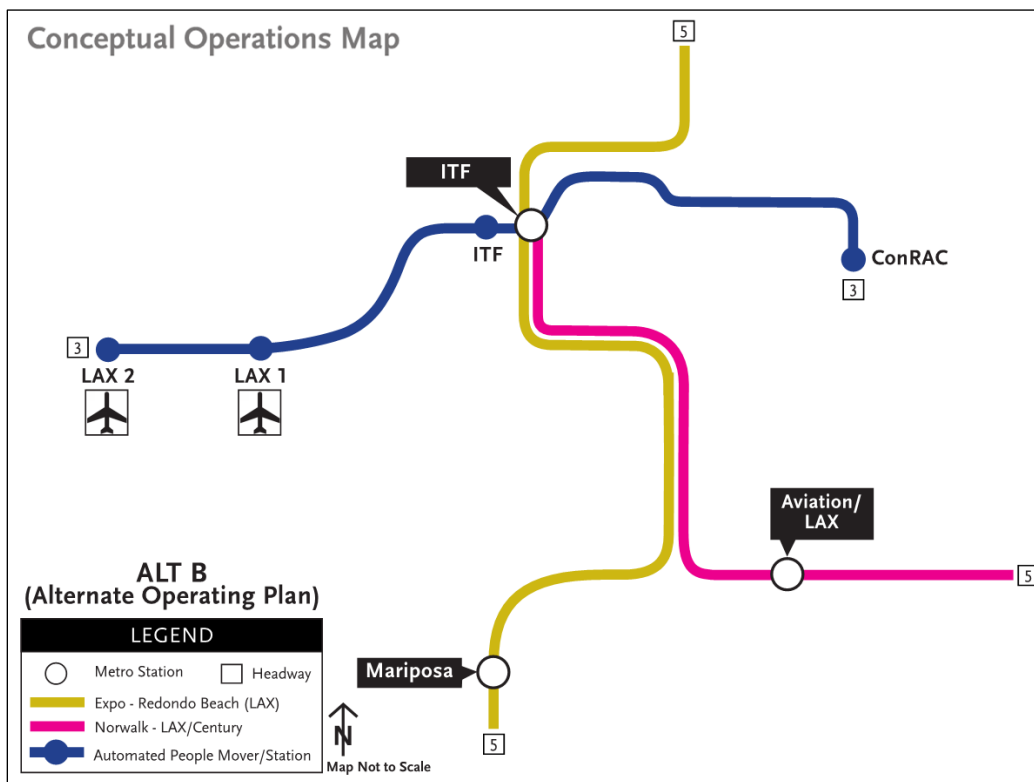 Conceptual Operations Map
5
ITF
ITF
ConRAC
3
3
LAX 2
LAX 1
Aviation/
LAX
5
ALT B
(Alternate Operating Plan)
LEGEND
Metro Station
Headway
Expo - Redondo Beach (LAX)
Norwalk - LAX/Century
Automated People Mover/Station
N
Map Not to Scale
Mariposa
5